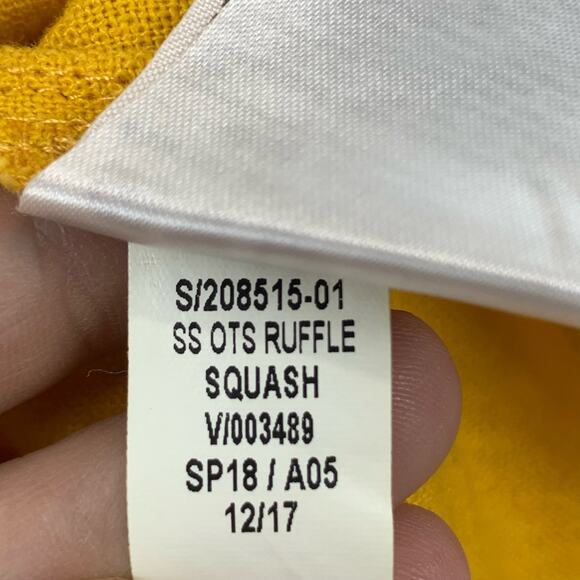 S/208515-01
SS OTS RUFFLE
SQUASH
V/003489
SP18 / A05
12/17